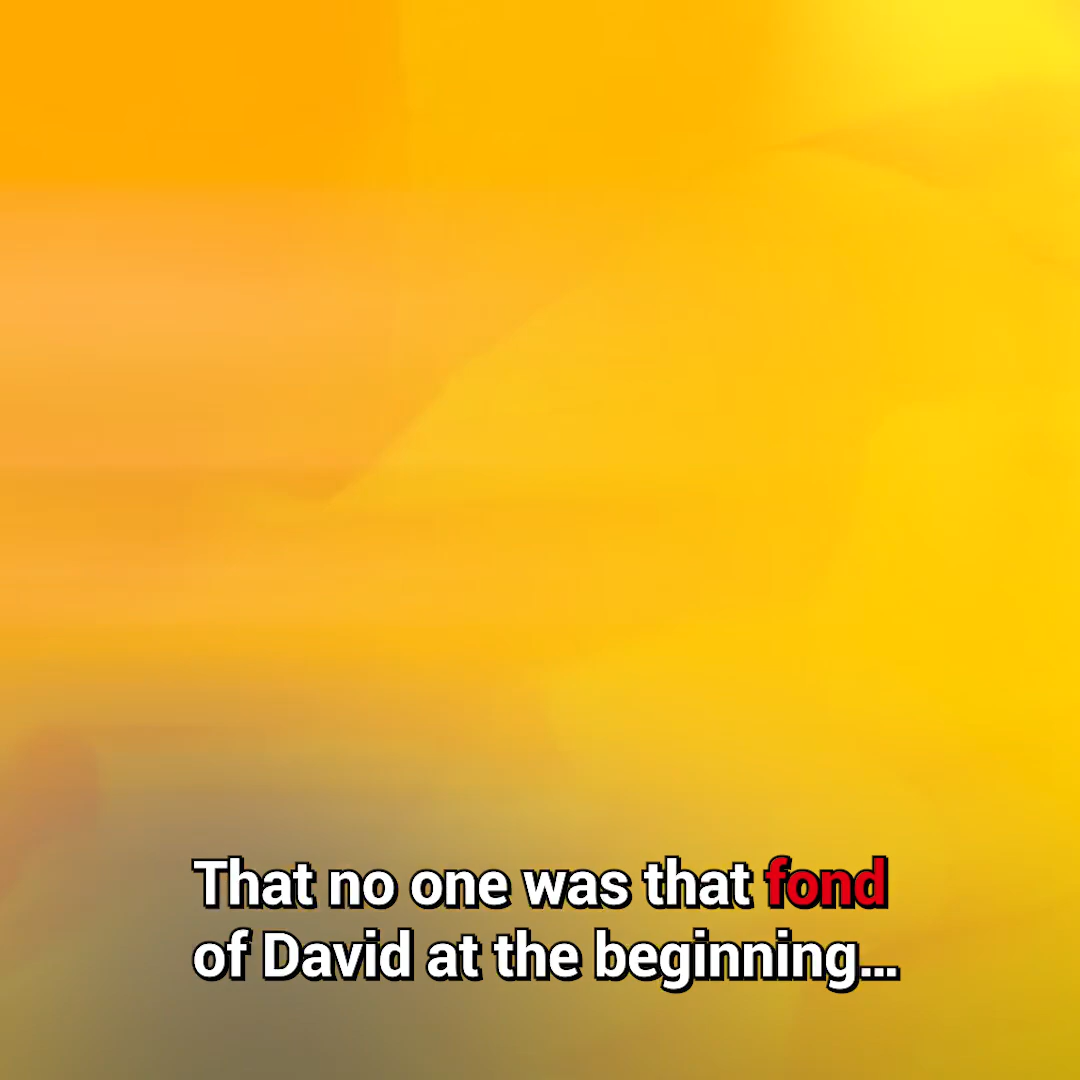 That no one was that fond
of David at the beginning...